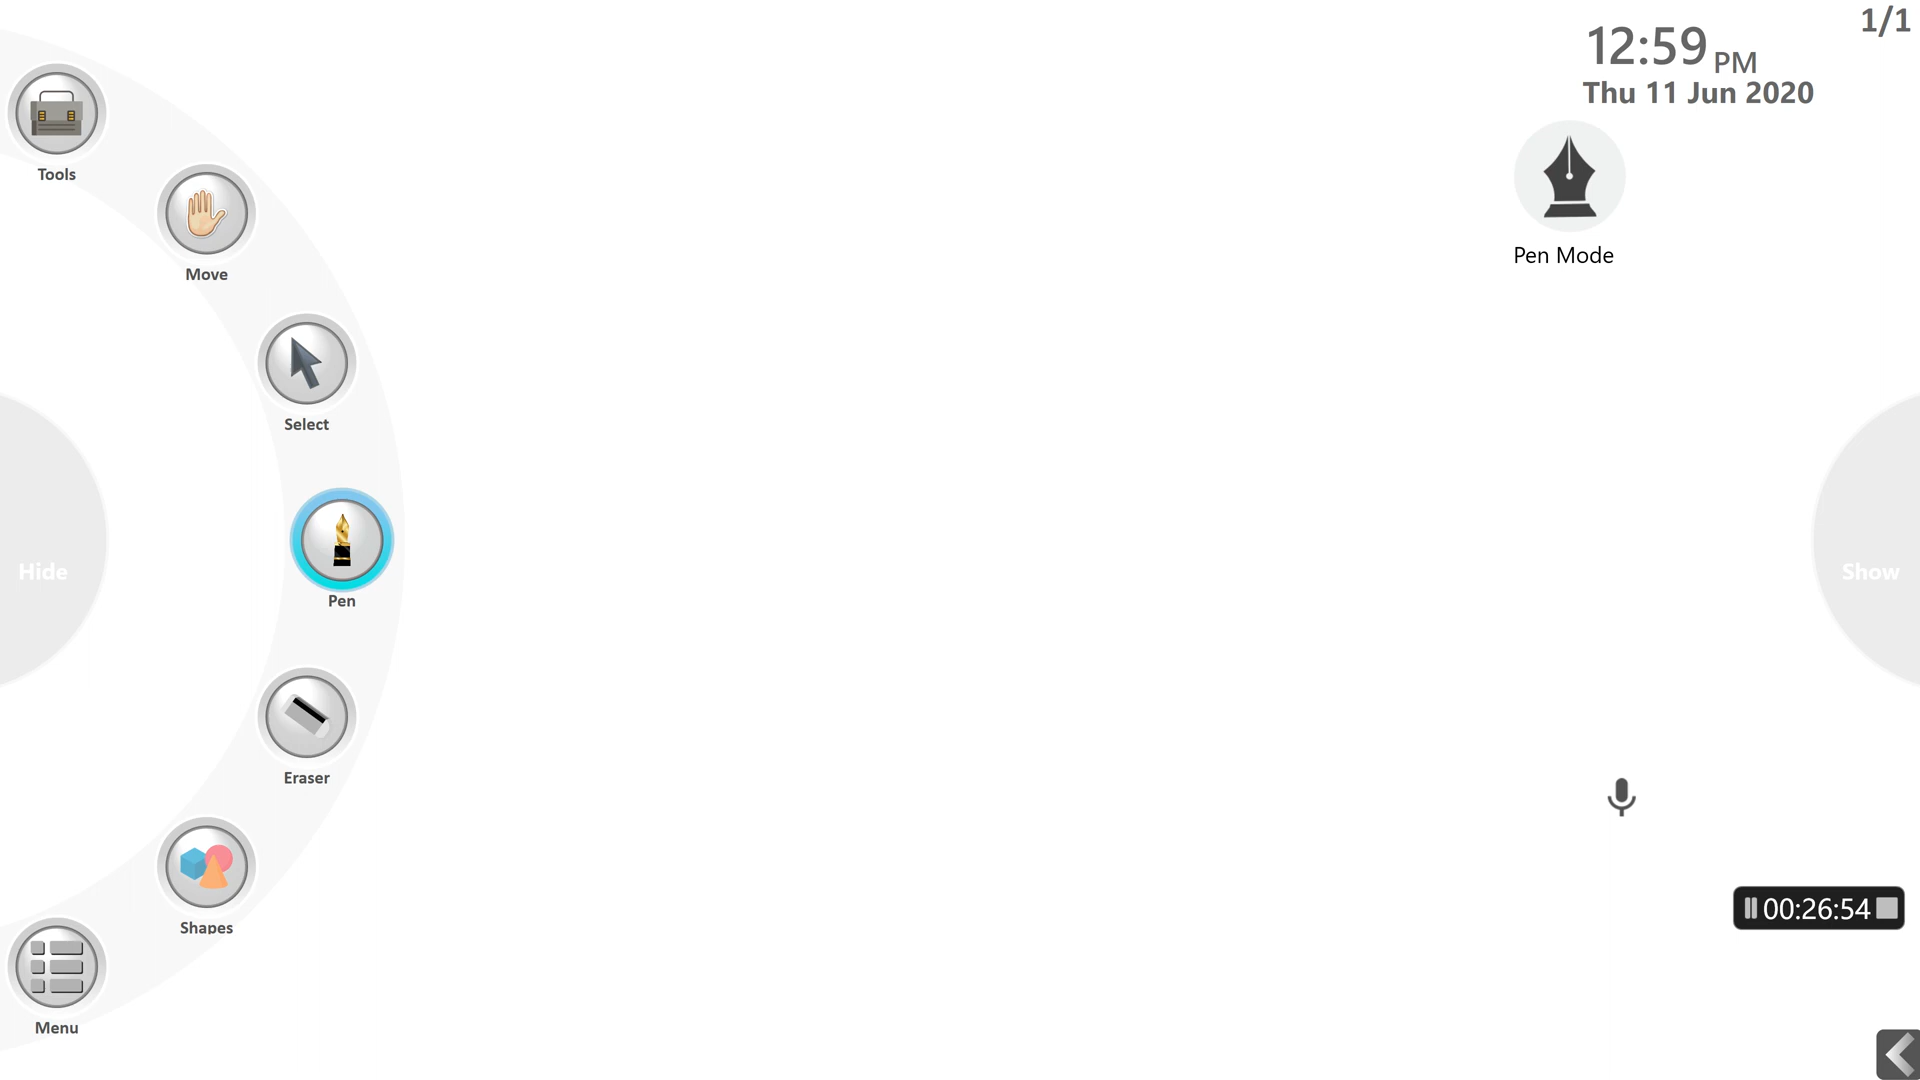 1/1
12:59 PM
Thu 11 Jun 2020
Tools
Move
Pen Mode
Select
Hide
Show
Pen
Eraser
00:26:54
Shapes
Menu